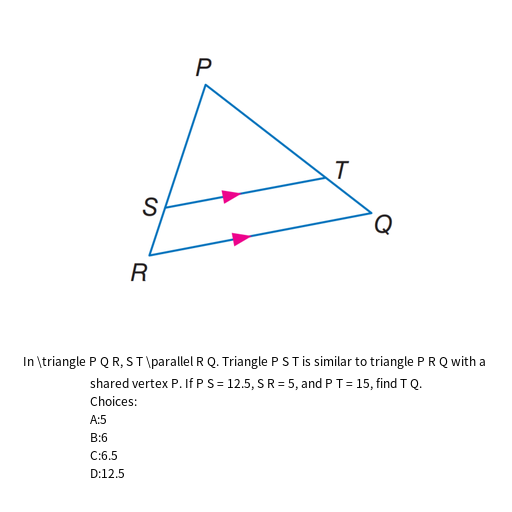 P
T
S
Q
R
In \triangle P Q R, S T \parallel R Q. Triangle P S T is similar to triangle P R Q with a
shared vertex P. If P S = 12.5, S R = 5, and P T = 15, find T Q.
Choices:
A:5
B:6
C:6.5
D:12.5